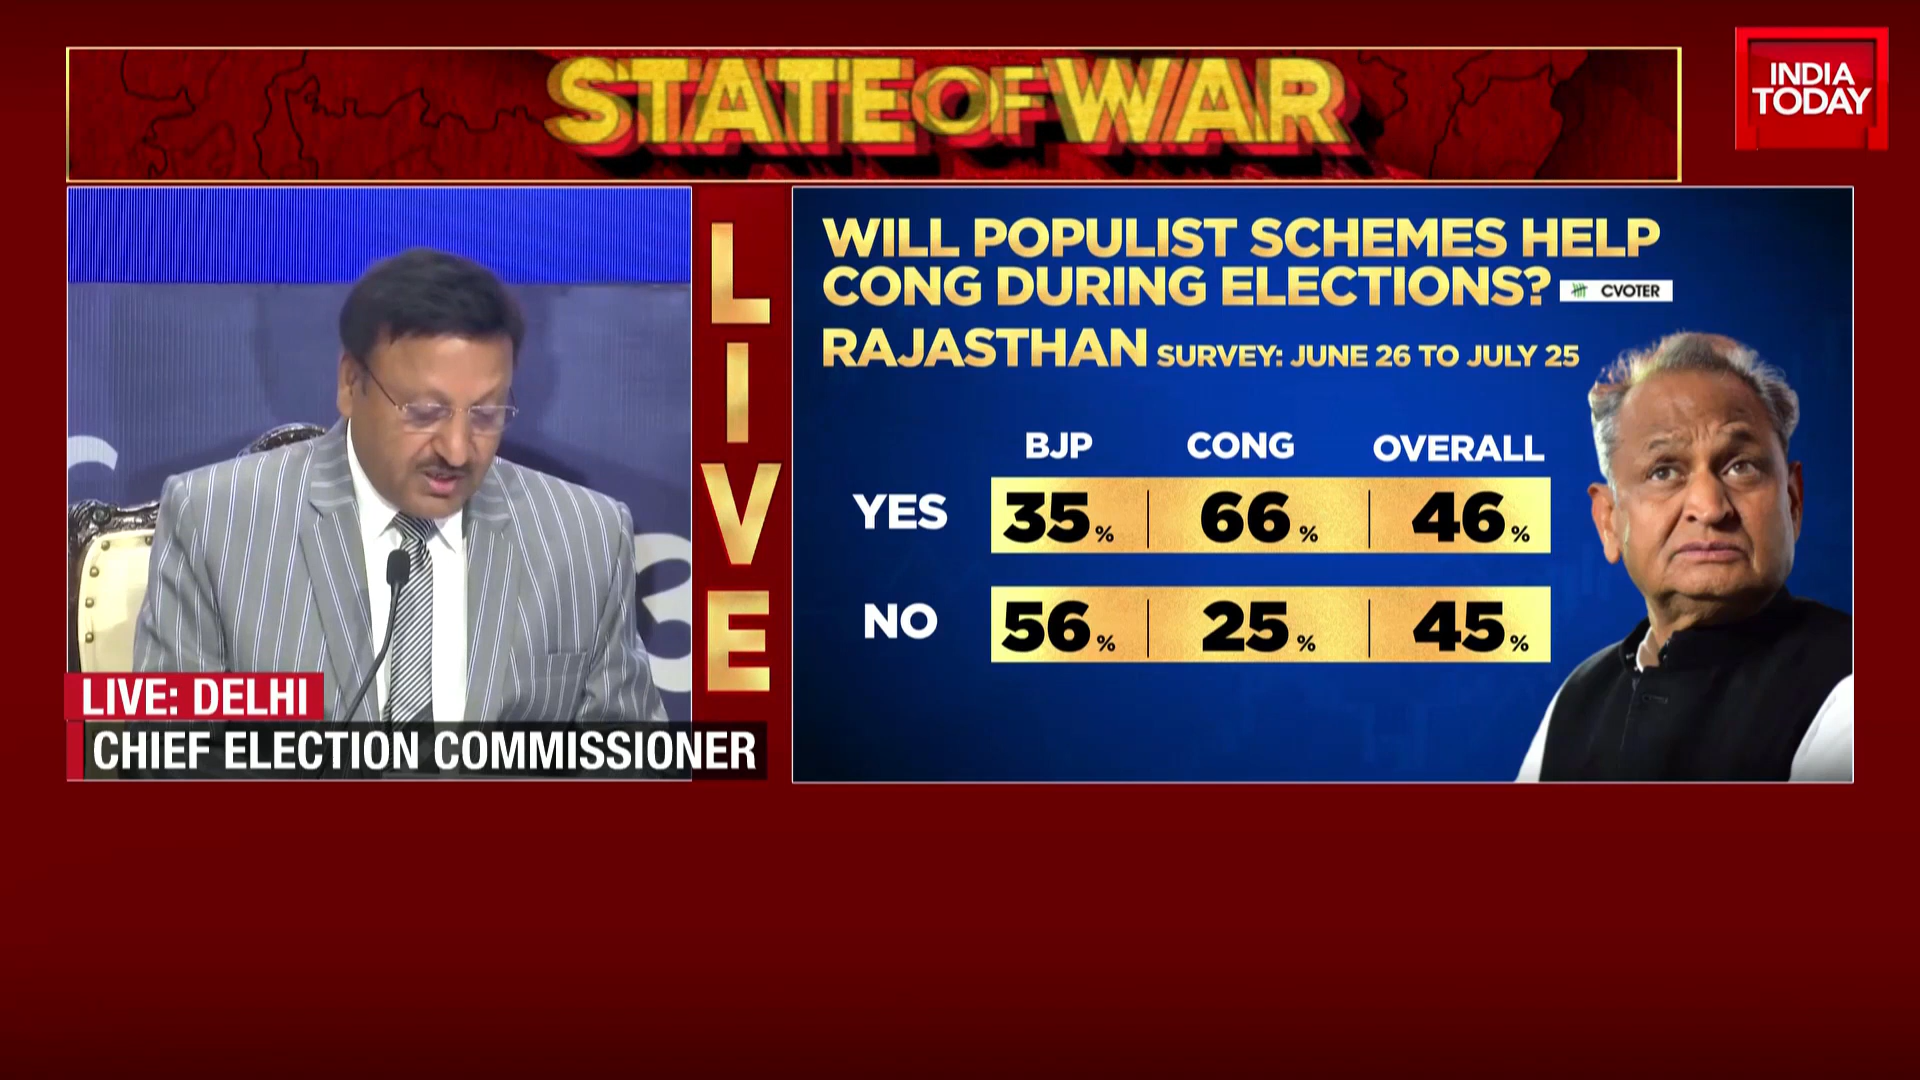 STATE OF WAR
INDIA
TODAY
LIVE
LIVE: DELHI
CHIEF ELECTION COMMISSIONER
WILL POPULIST SCHEMES HELP
CONG DURING ELECTIONS? CVOTER
RAJASTHAN SURVEY: JUNE 26 TO JULY 25
BJP CONG OVERALL
YES 35% 66% 46%
NO 56% 25% 45%